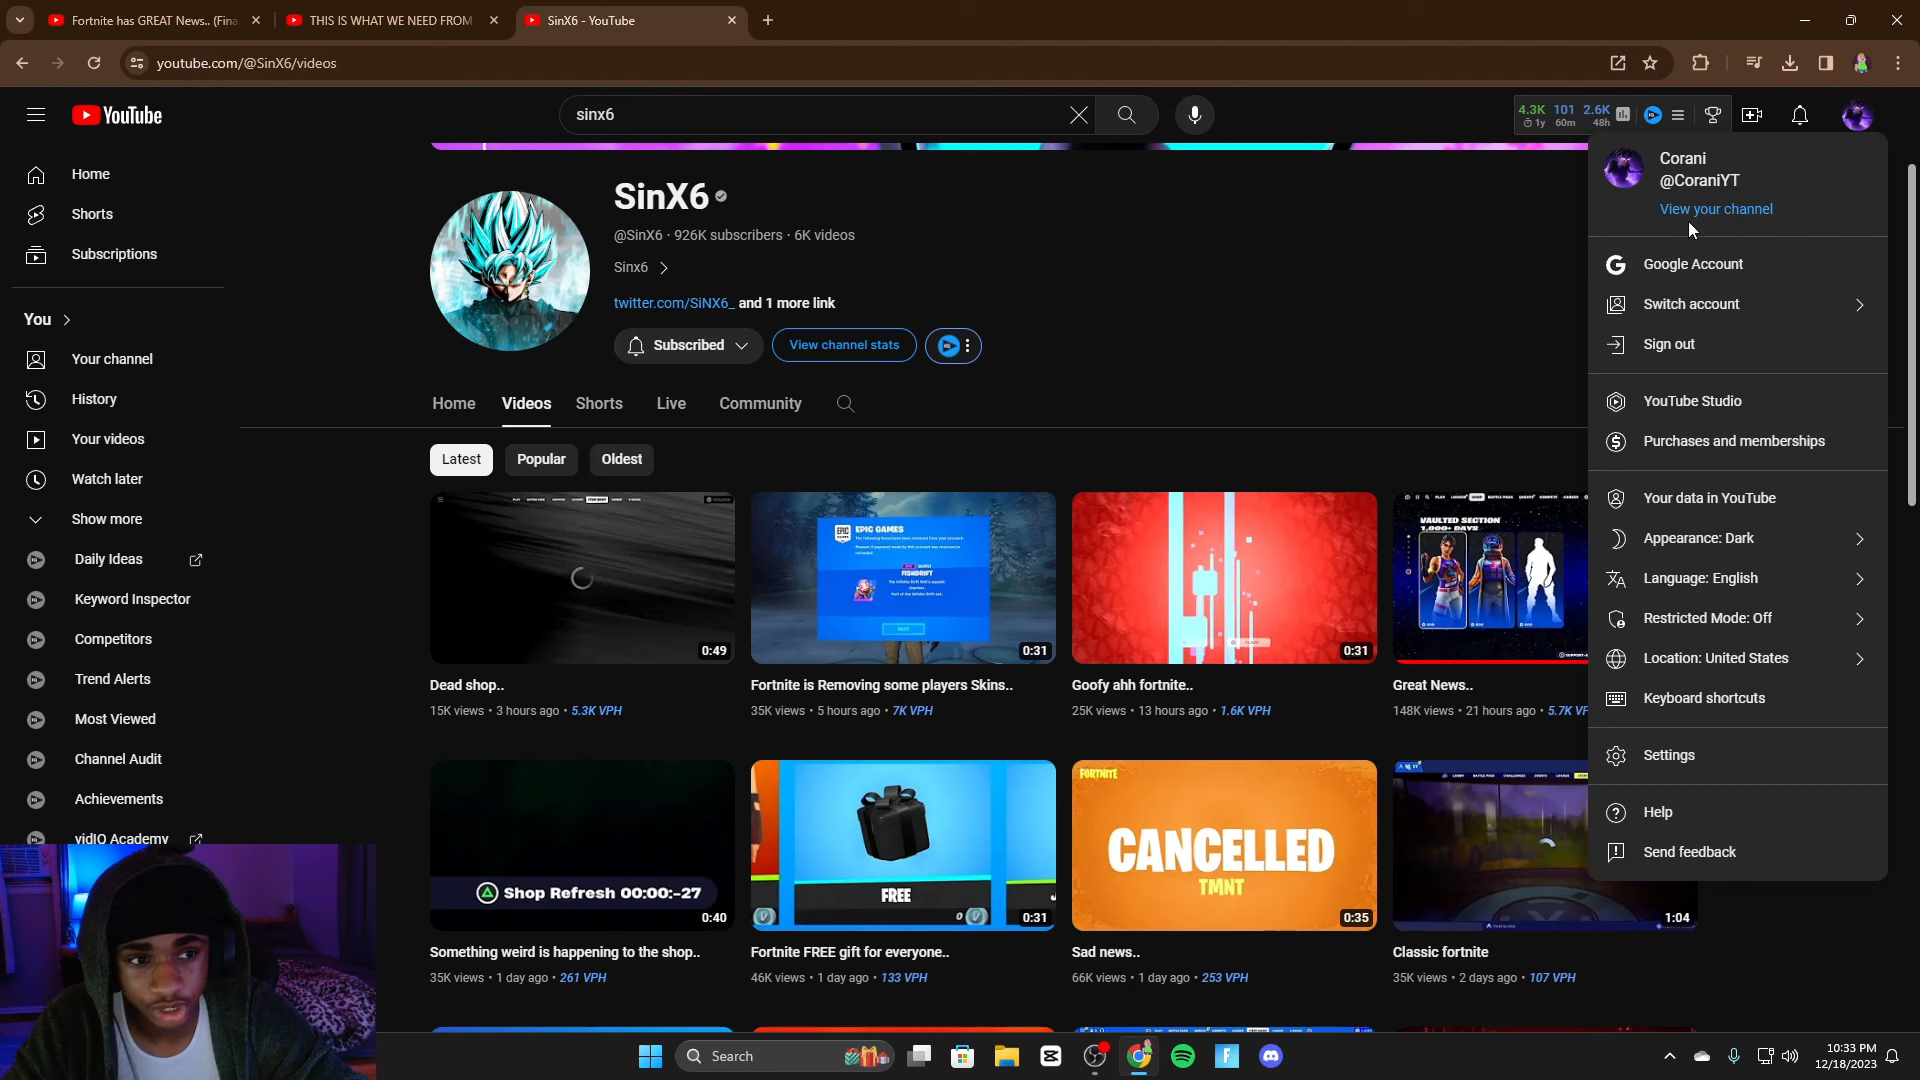 Fortnite has GREAT News.. (Fina
THIS IS WHAT WE NEED FROM
SinX6 - YouTube
youtube.com/@SinX6/videos
YouTube
sinx6
4.3K 101 2.6K
1y 60m 48h
Home
Shorts
Subscriptions
You
Your channel
History
Your videos
Watch later
Show more
Daily Ideas
Keyword Inspector
Competitors
Trend Alerts
Most Viewed
Channel Audit
Achievements
vidIQ Academy
SinX6
@SinX6 · 926K subscribers · 6K videos
Sinx6
twitter.com/SiNX6_ and 1 more link
Subscribed
View channel stats
Home Videos Shorts Live Community
Latest Popular Oldest
0:49
Dead shop..
15K views • 3 hours ago • 5.3K VPH
EPIC GAMES
FISHDRIFT
NEXT
0:31
Fortnite is Removing some players Skins..
35K views • 5 hours ago • 7K VPH
0:31
Goofy ahh fortnite..
25K views • 13 hours ago • 1.6K VPH
VAULTED SECTION
1,000+ DAYS
Great News..
148K views • 21 hours ago • 5.7K VP
Shop Refresh 00:00:-27
0:40
Something weird is happening to the shop..
35K views • 1 day ago • 261 VPH
FREE
0
0:31
Fortnite FREE gift for everyone..
46K views • 1 day ago • 133 VPH
FORTNITE
CANCELLED
TMNT
0:35
Sad news..
66K views • 1 day ago • 253 VPH
1:04
Classic fortnite
35K views • 2 days ago • 107 VPH
Corani
@CoraniYT
View your channel
Google Account
Switch account
Sign out
YouTube Studio
Purchases and memberships
Your data in YouTube
Appearance: Dark
Language: English
Restricted Mode: Off
Location: United States
Keyboard shortcuts
Settings
Help
Send feedback
Search
10:33 PM
12/18/2023